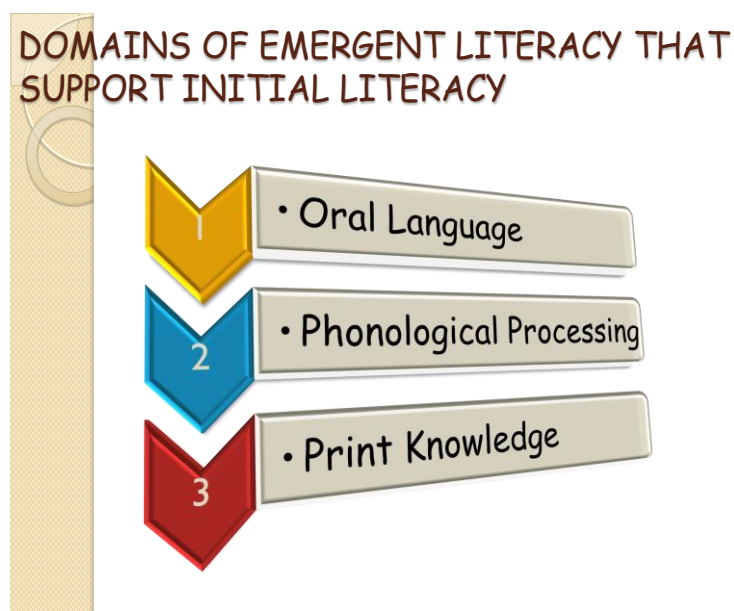 DOMAINS OF EMERGENT LITERACY THAT
SUPPORT INITIAL LITERACY
1
• Oral Language
2
• Phonological Processing
3
• Print Knowledge